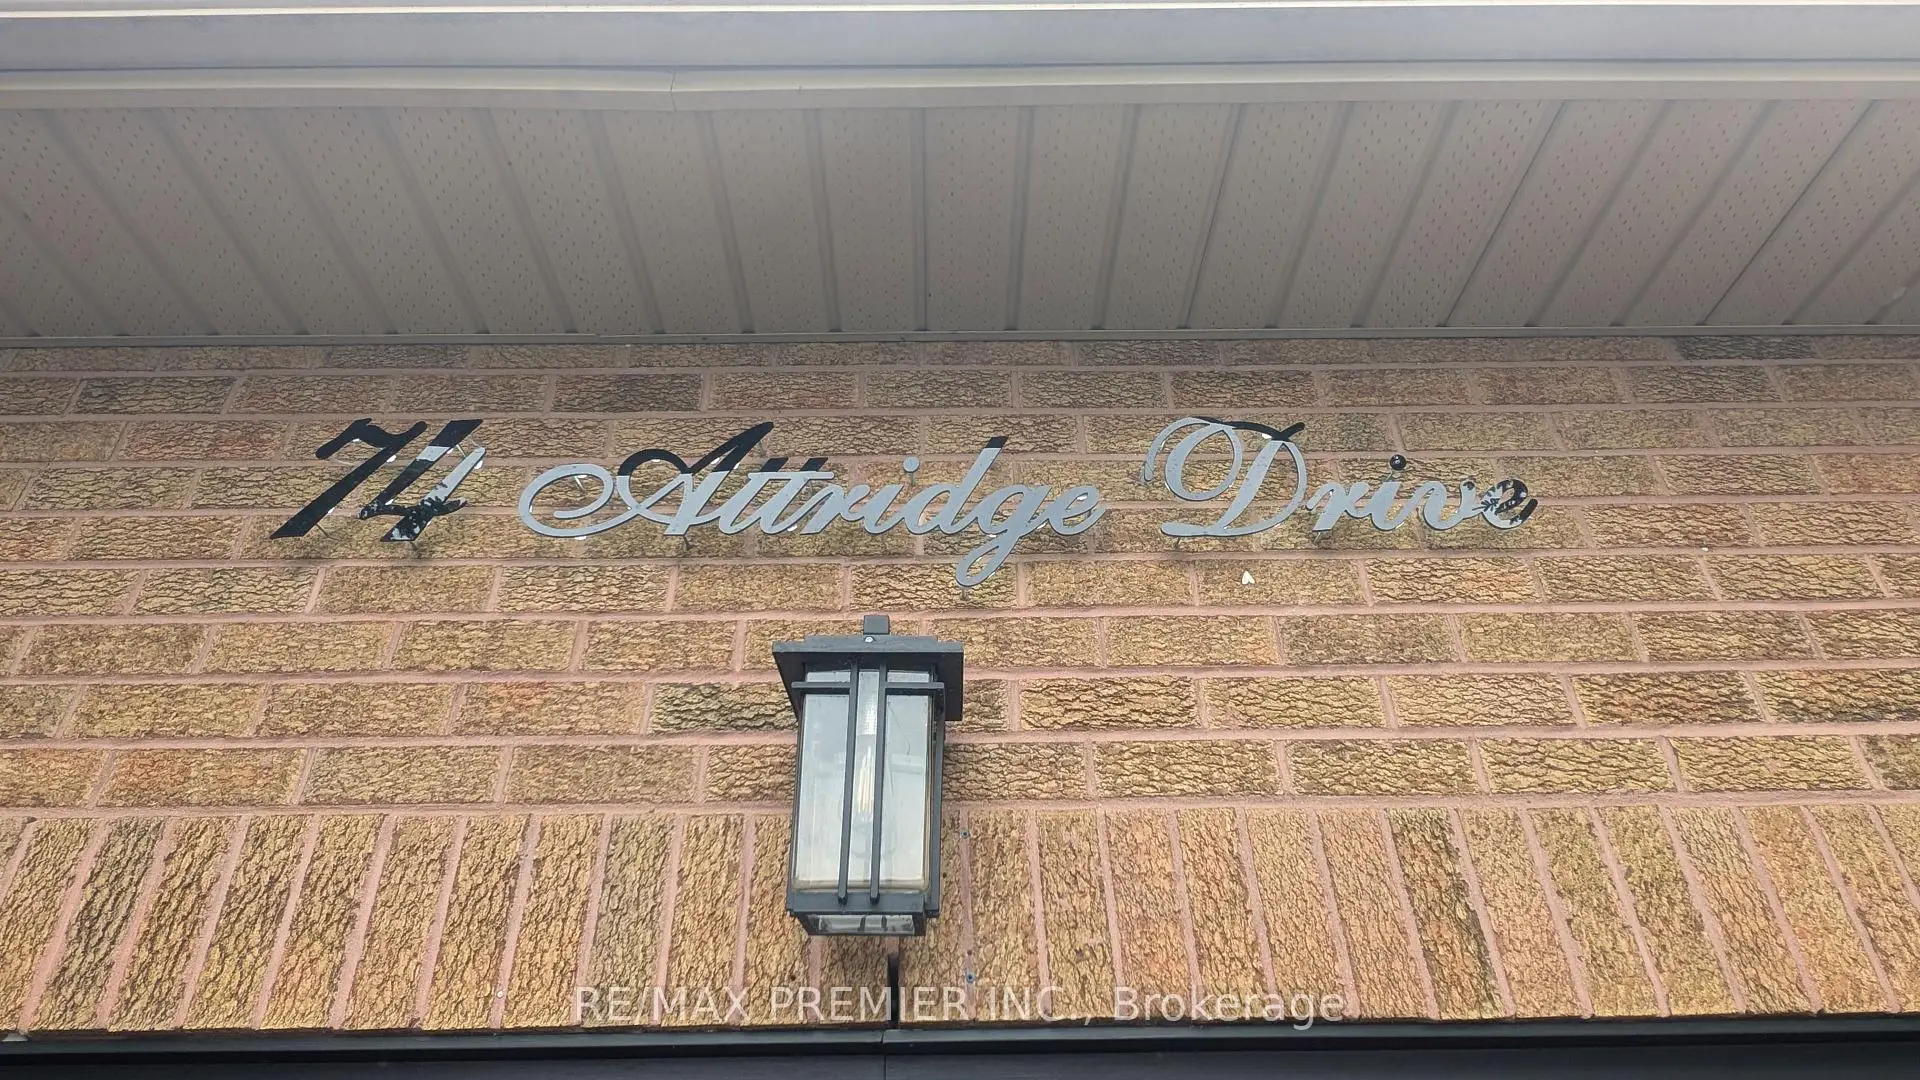 74 Attridge Drive
RE/MAX PREMIER INC., Brokerage